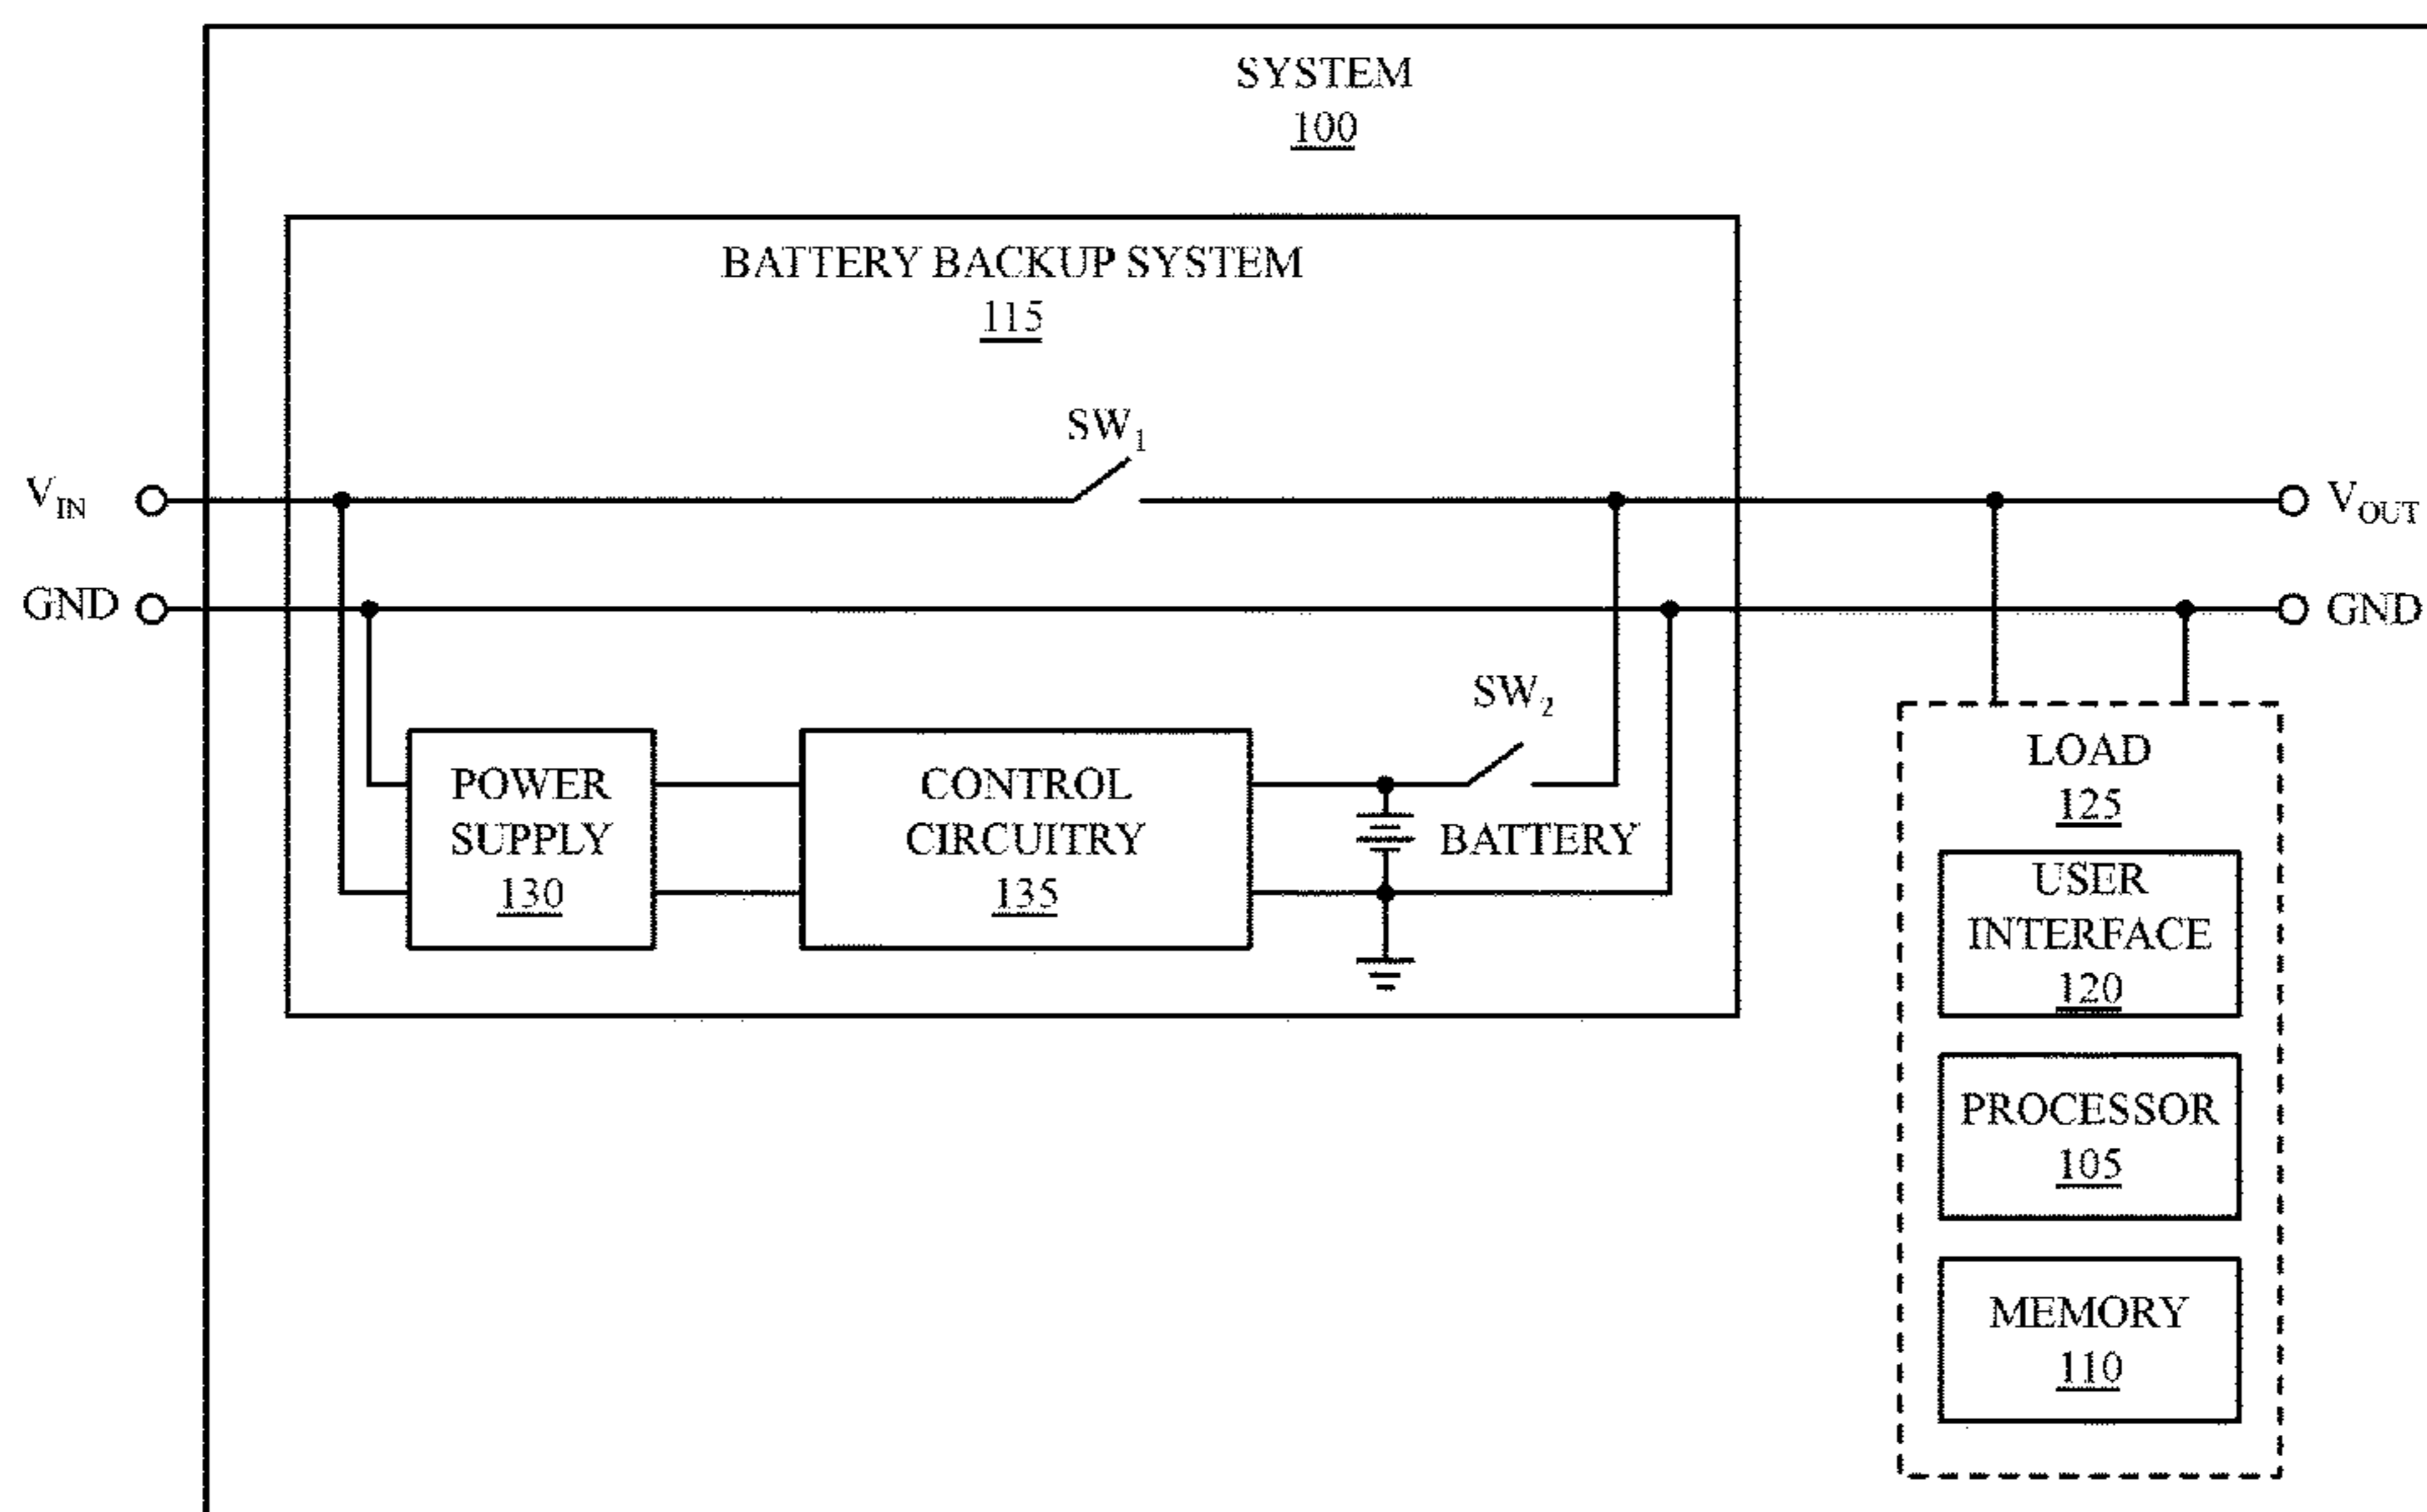 SYSTEM
100
BATTERY BACKUP SYSTEM
115
SW1
VIN
VOUT
GND
GND
SW2
POWER
SUPPLY
130
CONTROL
CIRCUITRY
135
BATTERY
LOAD
125
USER
INTERFACE
120
PROCESSOR
105
MEMORY
110